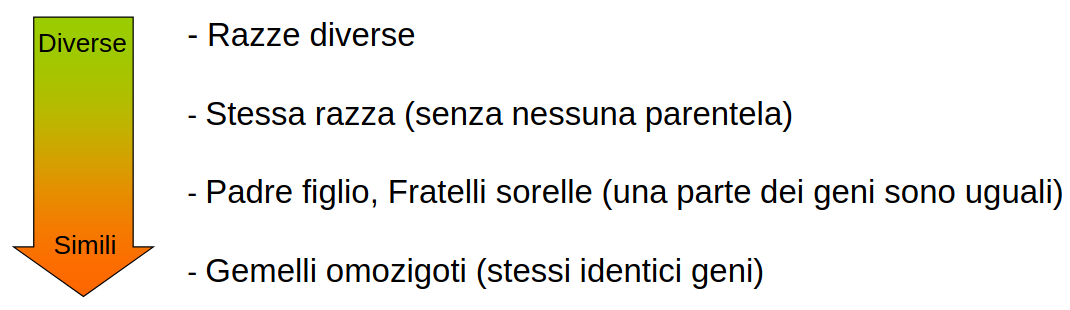 Diverse
- Razze diverse
- Stessa razza (senza nessuna parentela)
- Padre figlio, Fratelli sorelle (una parte dei geni sono uguali)
Simili
- Gemelli omozigoti (stessi identici geni)